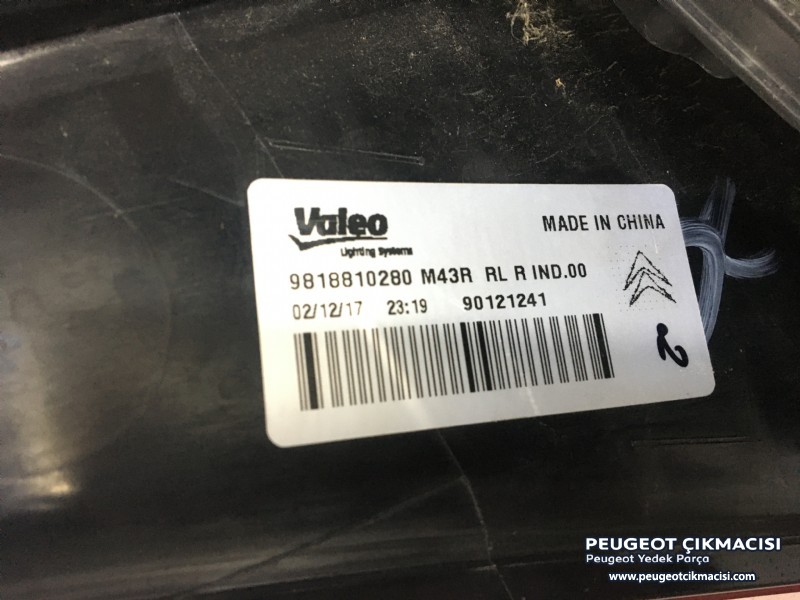 Valeo
Lighting Systems
MADE IN CHINA
9818810280 M43R RL R IND.00
02/12/17 23:19 90121241
2
PEUGEOT ÇIKMACISI
Peugeot Yedek Parça
www.peugeotcikmacisi.com